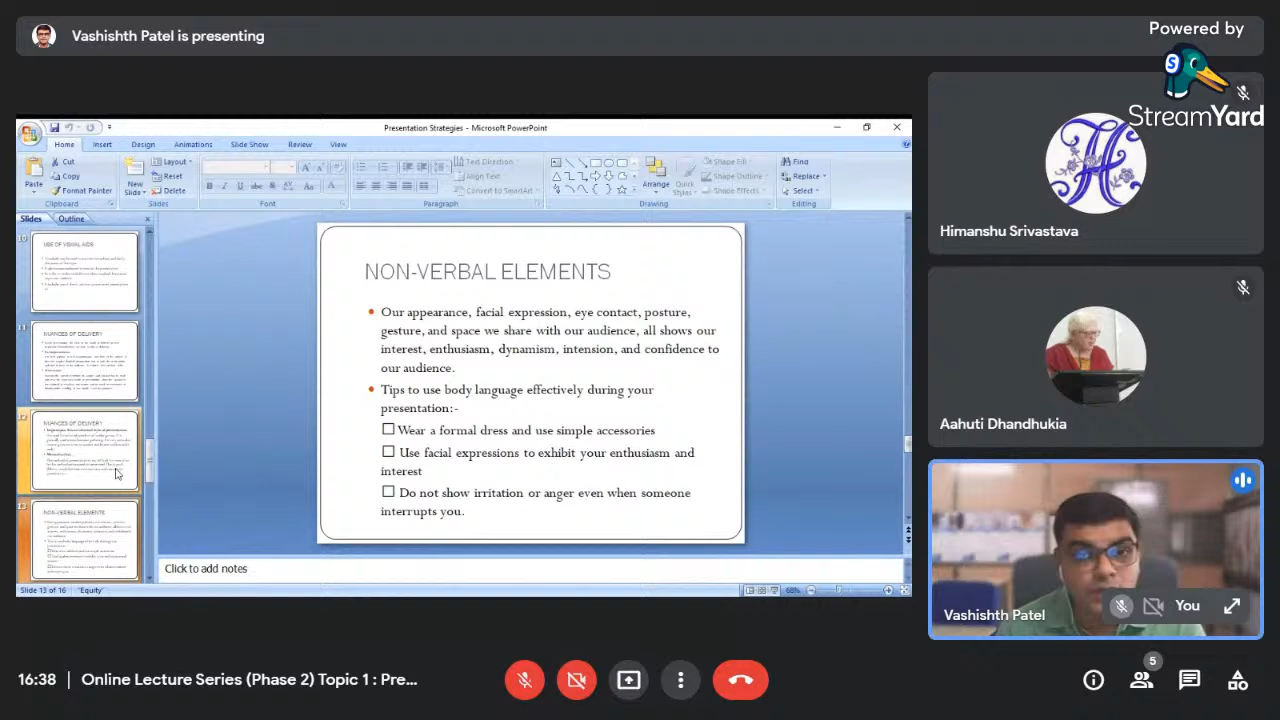 Vashishth Patel is presenting
Powered by
StreamYard
Presentation Strategies - Microsoft PowerPoint
Home Insert Design Animations Slide Show Review View
Paste
Cut
Copy
Format Painter
Clipboard
New
Slide
Layout
Reset
Delete
Slides
Font
Text Direction
Align Text
Convert to SmartArt
Paragraph
Arrange
Quick
Styles
Shape Fill
Shape Outline
Shape Effects
Drawing
Find
Replace
Select
Editing
Slides Outline
10
USE OF VISUAL AIDS
11
NUANCES OF DELIVERY
12
NUANCES OF DELIVERY
13
NON-VERBAL ELEMENTS
NON-VERBAL ELEMENTS
• Our appearance, facial expression, eye contact, posture,
gesture, and space we share with our audience, all shows our
interest, enthusiasm, dynamism, intension, and confidence to
our audience.
• Tips to use body language effectively during your
presentation:-
☐ Wear a formal dress and use simple accessories
☐ Use facial expressions to exhibit your enthusiasm and
interest
☐ Do not show irritation or anger even when someone
interrupts you.
Click to add notes
Slide 13 of 16 "Equity"
68%
Himanshu Srivastava
Aahuti Dhandhukia
Vashishth Patel
You
16:38 | Online Lecture Series (Phase 2) Topic 1 : Pre...
5